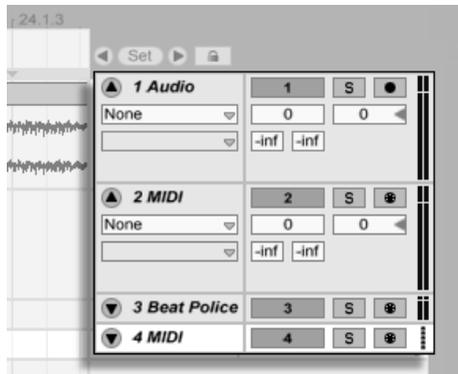 24.1.3
Set
1 Audio 1 S
None 0 0
-inf -inf
2 MIDI 2 S
None 0 0
-inf -inf
3 Beat Police 3 S
4 MIDI 4 S